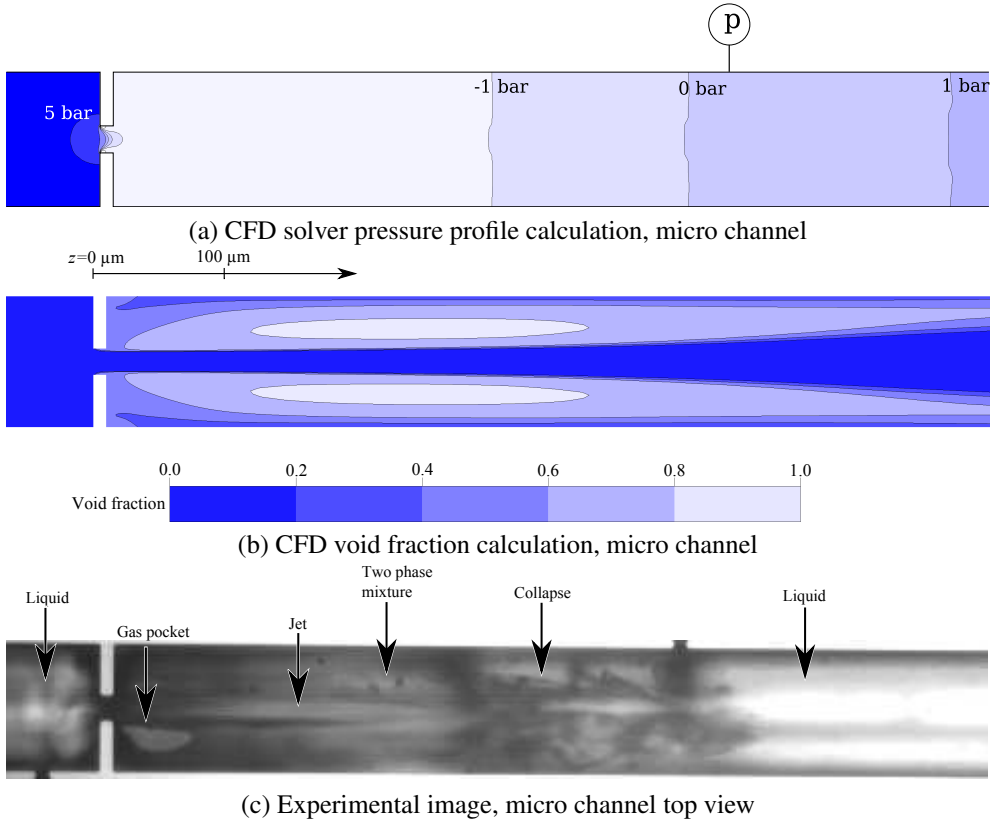 p
5 bar
-1 bar
0 bar
1 bar
(a) CFD solver pressure profile calculation, micro channel
z=0 µm
100 µm
0.0
0.2
0.4
0.6
0.8
1.0
Void fraction
(b) CFD void fraction calculation, micro channel
Liquid
Gas pocket
Jet
Two phase
mixture
Collapse
Liquid
(c) Experimental image, micro channel top view